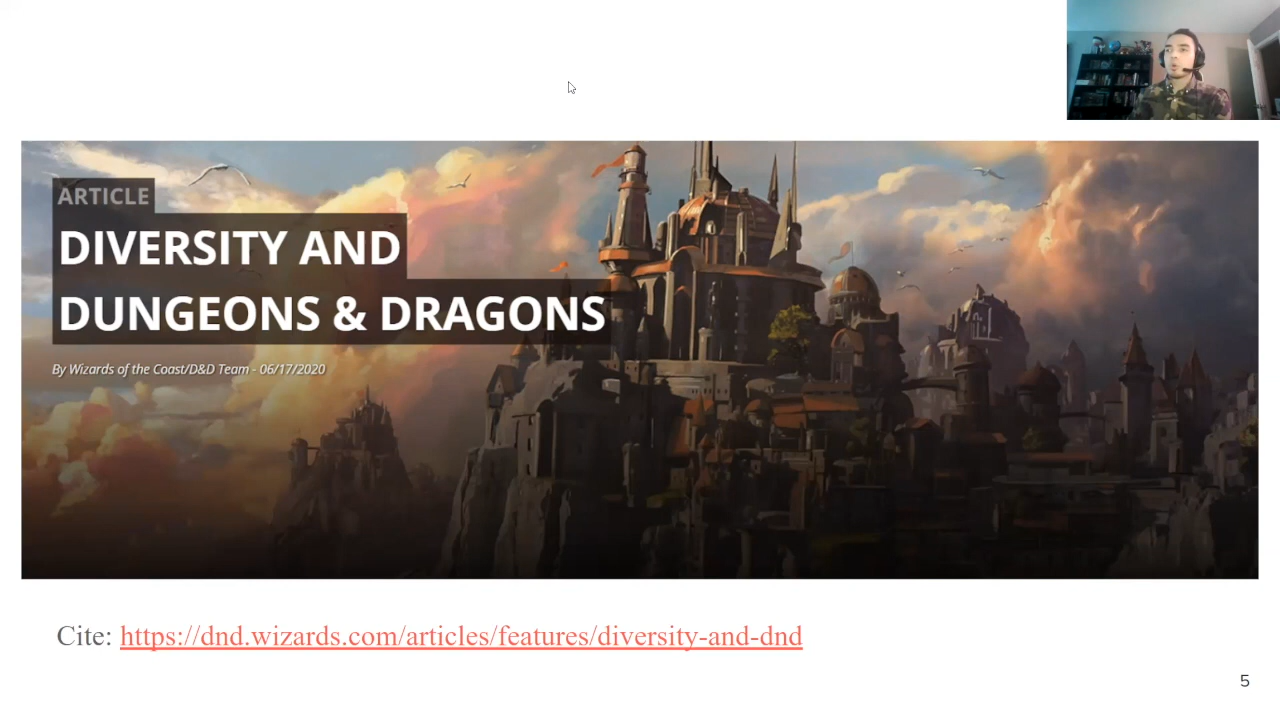 ARTICLE
DIVERSITY AND
DUNGEONS & DRAGONS
By Wizards of the Coast/D&D Team - 06/17/2020
Cite: https://dnd.wizards.com/articles/features/diversity-and-dnd
5